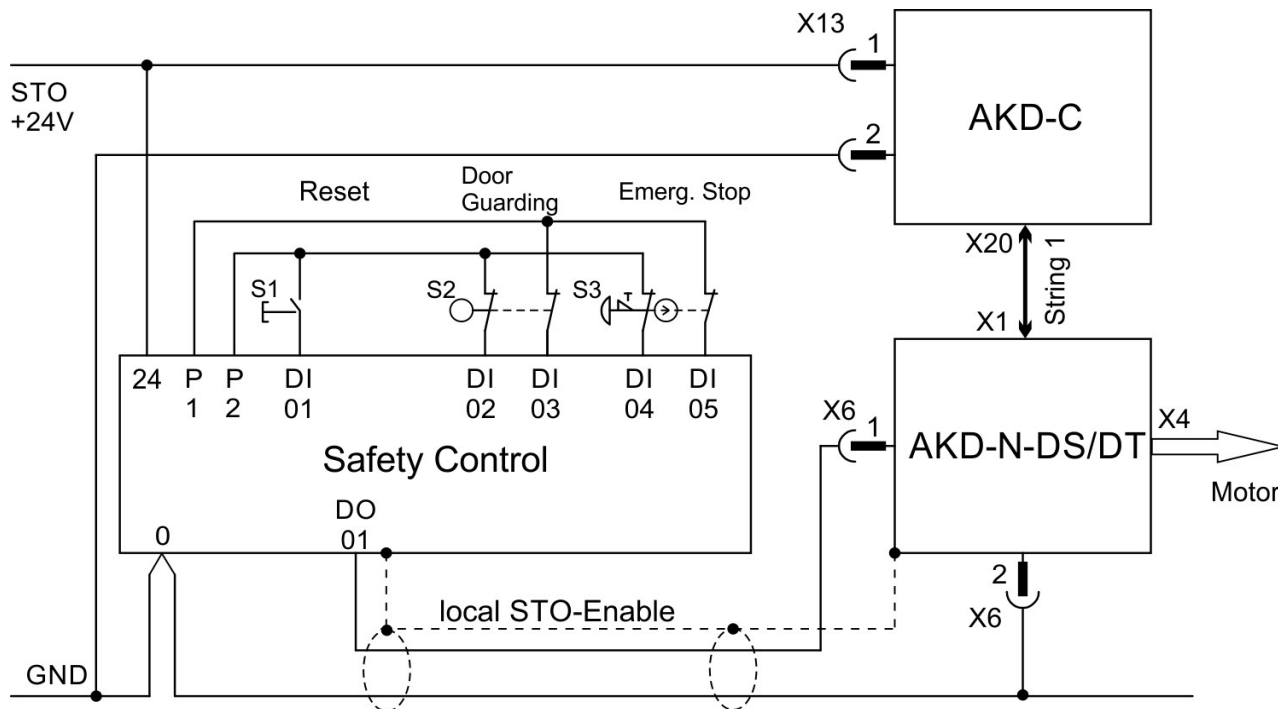 X13
1
STO
+24V
AKD-C
2
Reset
Door
Guarding
Emerg. Stop
X20
String 1
S1
S2
S3
X1
24
P
1
P
2
DI
01
DI
02
DI
03
DI
04
DI
05
X6
1
AKD-N-DS/DT
X4
Motor
Safety Control
0
DO
01
2
X6
local STO-Enable
GND